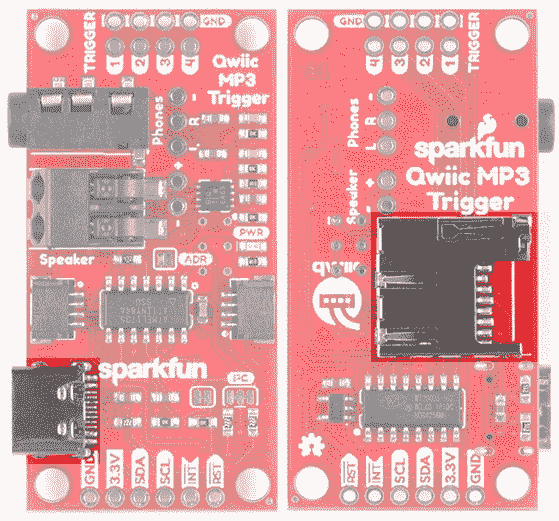 TRIGGER
GND
1 2 3 4
Qwiic
MP3
Trigger
Phones
-
R
L
+
-
PWR
Speaker
ADR
sparkfun
I²C
GND
3.3V
SDA
SCL
INT
RST
GND
4 3 2 1
TRIGGER
Phones
-
R
L
Speaker
+
-
sparkfun
Qwiic MP3
Trigger
qwiic
RST
INT
SCL
SDA
3.3V
GND